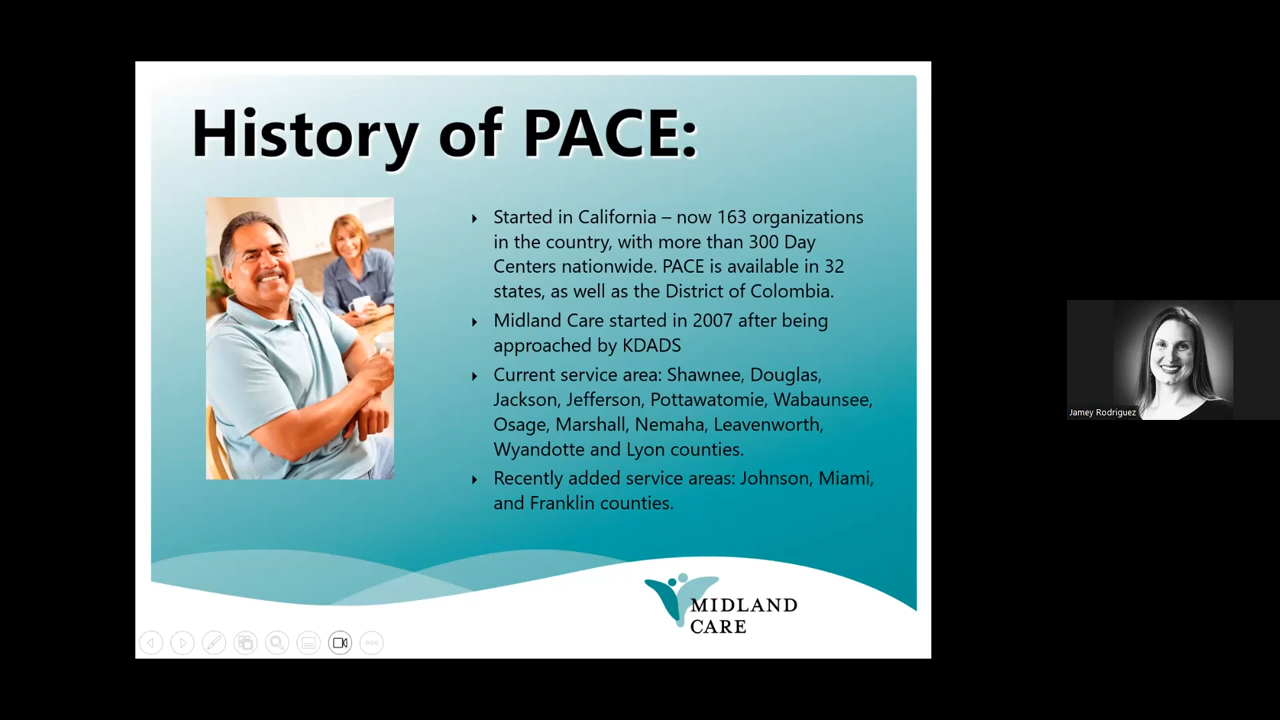 History of PACE:
Started in California – now 163 organizations
in the country, with more than 300 Day
Centers nationwide. PACE is available in 32
states, as well as the District of Colombia.
Midland Care started in 2007 after being
approached by KDADS
Current service area: Shawnee, Douglas,
Jackson, Jefferson, Pottawatomie, Wabaunsee,
Osage, Marshall, Nemaha, Leavenworth,
Wyandotte and Lyon counties.
Recently added service areas: Johnson, Miami,
and Franklin counties.
MIDLAND
CARE
Jamey Rodriguez